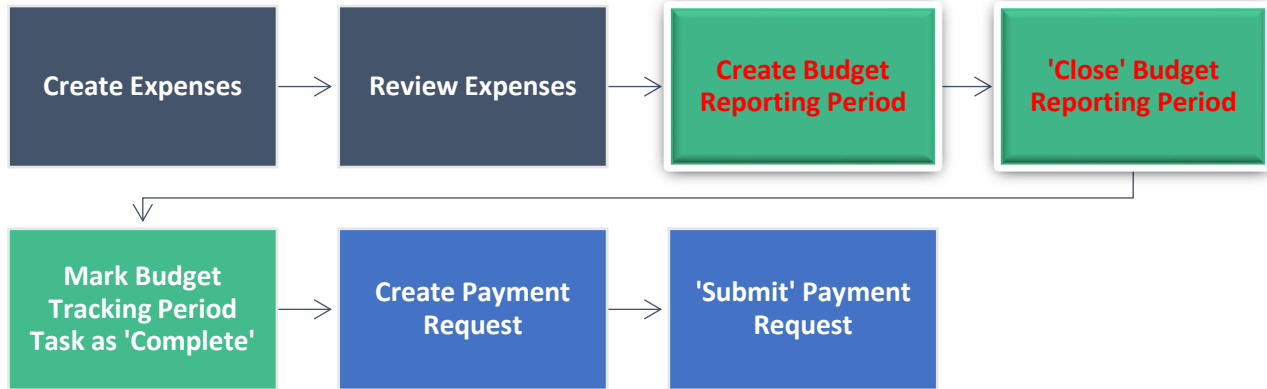 Create Expenses
Review Expenses
Create Budget
Reporting Period
'Close' Budget
Reporting Period
Mark Budget
Tracking Period
Task as 'Complete'
Create Payment
Request
'Submit' Payment
Request